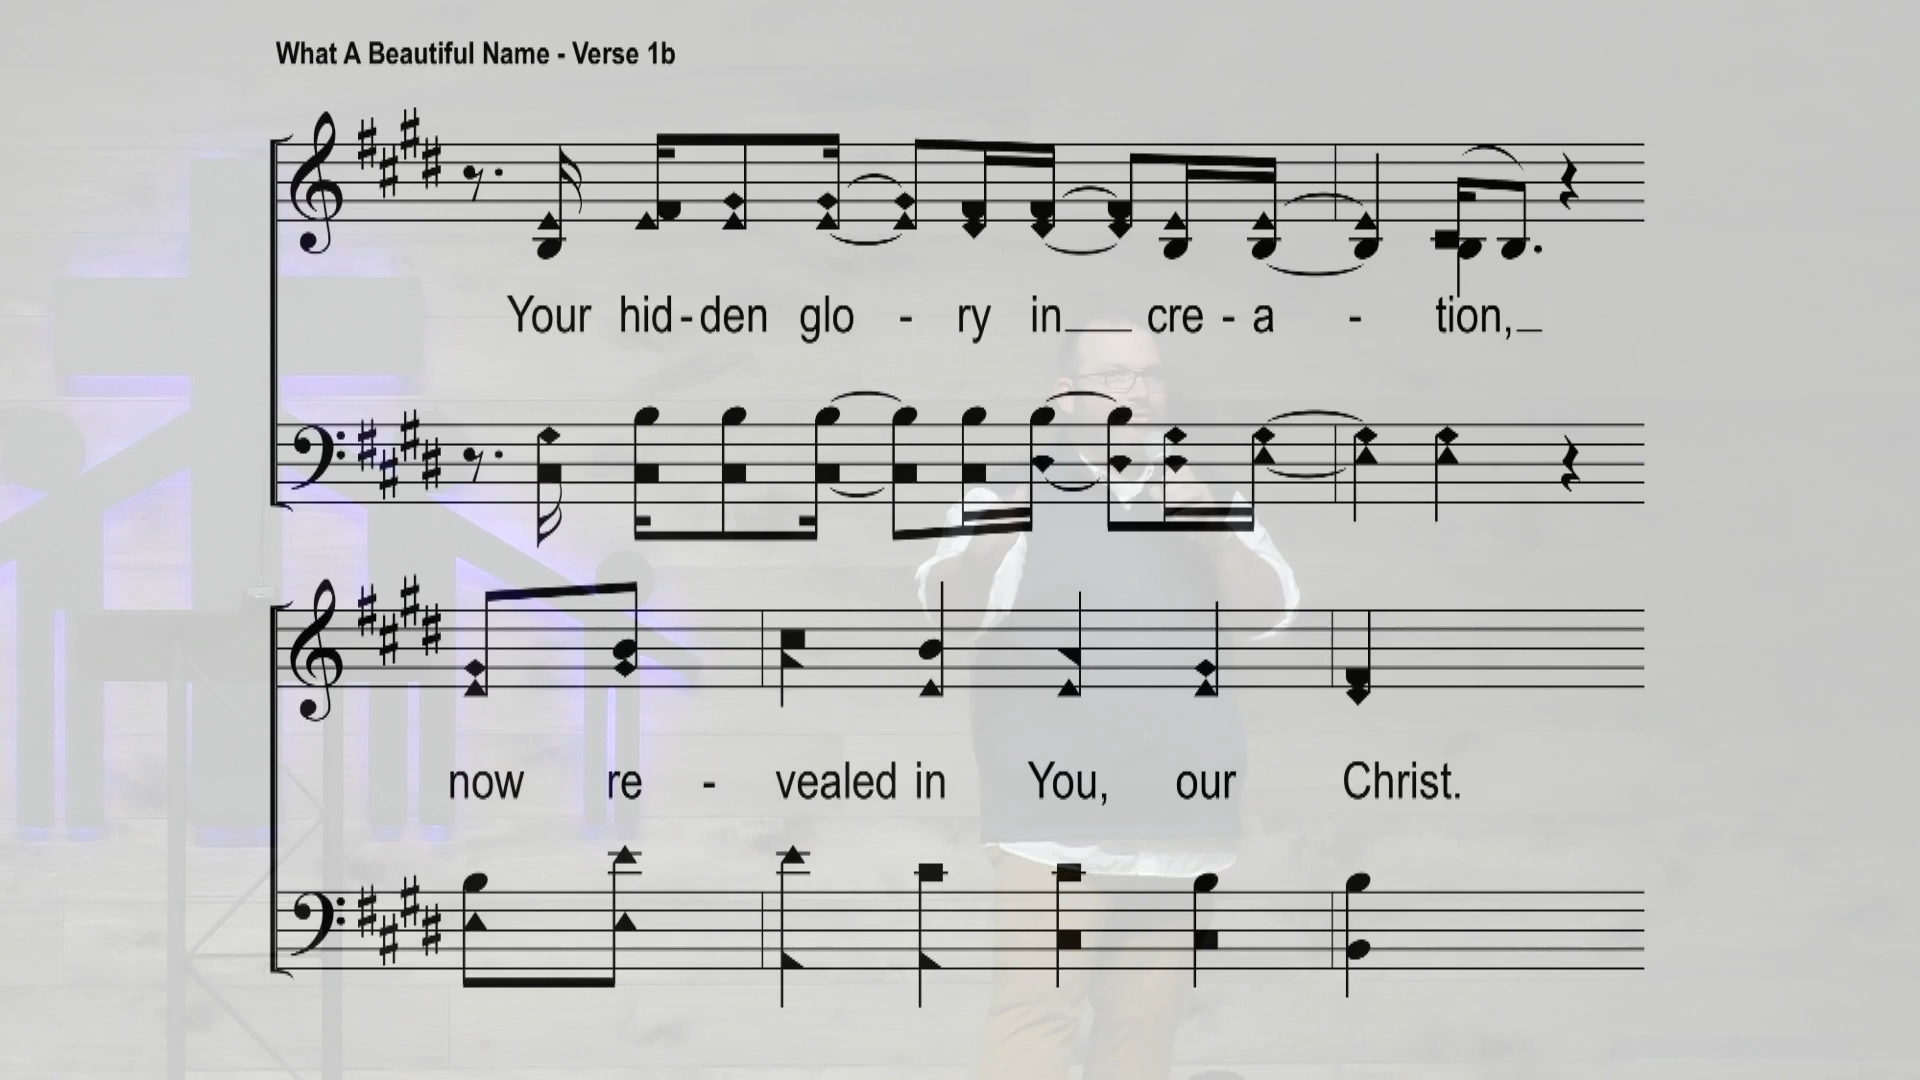 What A Beautiful Name - Verse 1b
Your hid-den glo - ry in__ cre - a - tion,_
now re - vealed in You, our Christ.